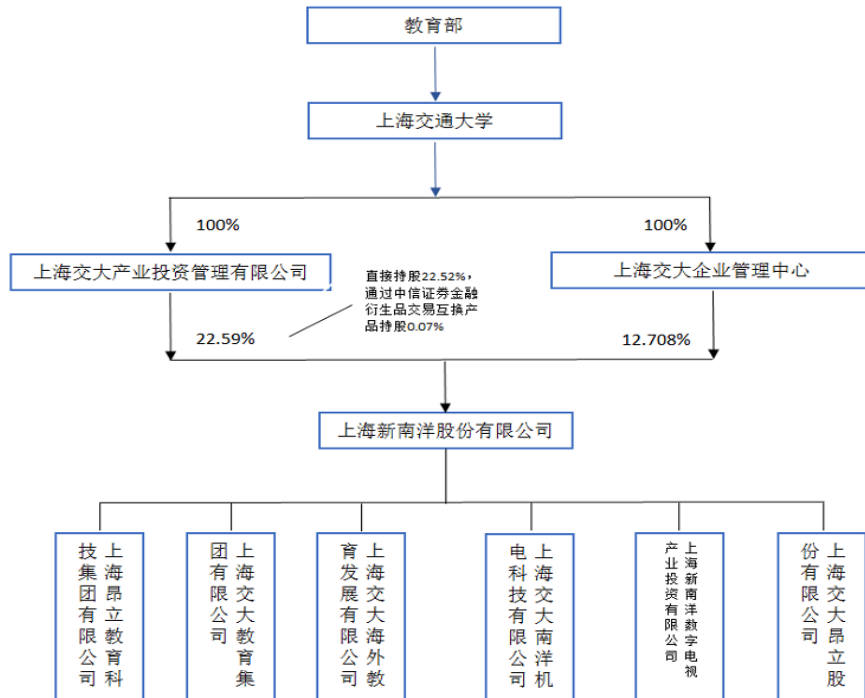 教育部
上海交通大学
100%
100%
上海交大产业投资管理有限公司
上海交大企业管理中心
直接持股22.52%，
通过中信证券金融
衍生品交易互换产
品持股0.07%
22.59%
12.708%
上海新南洋股份有限公司
上海昂立教育科
技集团有限公司
上海交大教育集
团有限公司
上海交大海外教
育发展有限公司
上海交大南洋机
电科技有限公司
上海新南洋数字电视
产业投资有限公司
上海交大昂立股
份有限公司